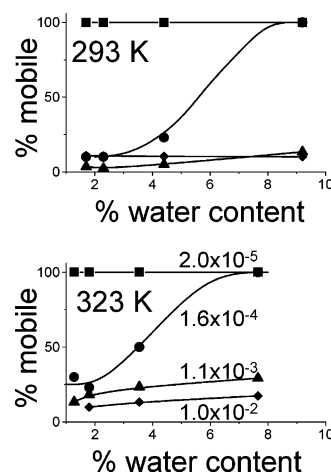 % mobile
100
50
0
293 K
2 4 6 8 10
% water content
% mobile
100
50
0
323 K
2.0x10-5
1.6x10-4
1.1x10-3
1.0x10-2
2 4 6 8 10
% water content